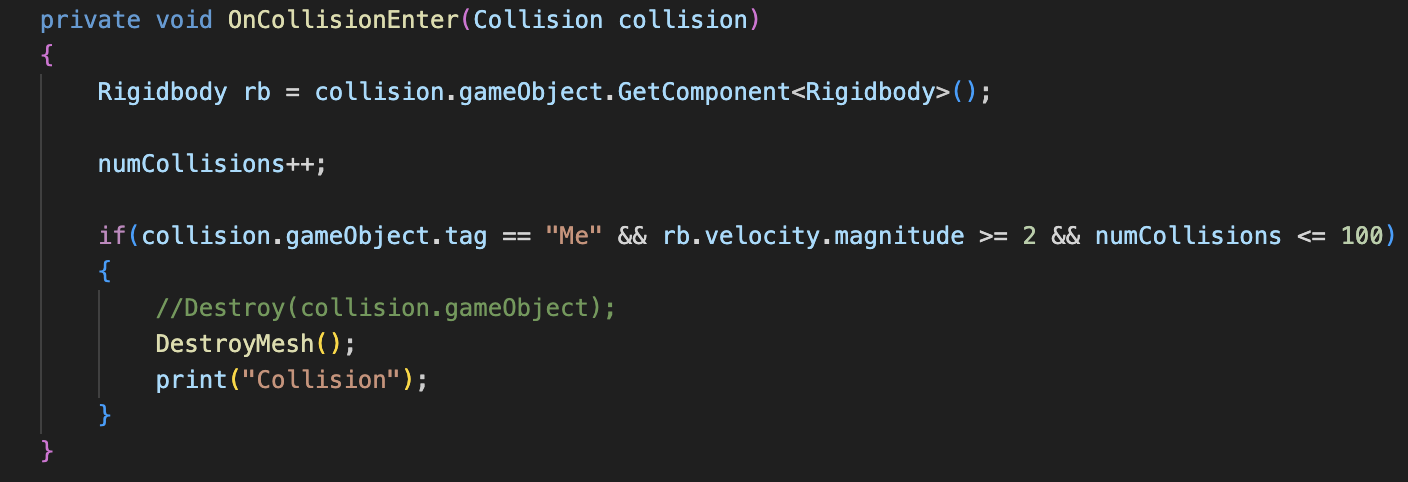 private void OnCollisionEnter(Collision collision)
{
Rigidbody rb = collision.gameObject.GetComponent<Rigidbody>();
numCollisions++;
if(collision.gameObject.tag == "Me" && rb.velocity.magnitude >= 2 && numCollisions <= 100)
{
//Destroy(collision.gameObject);
DestroyMesh();
print("Collision");
}
}